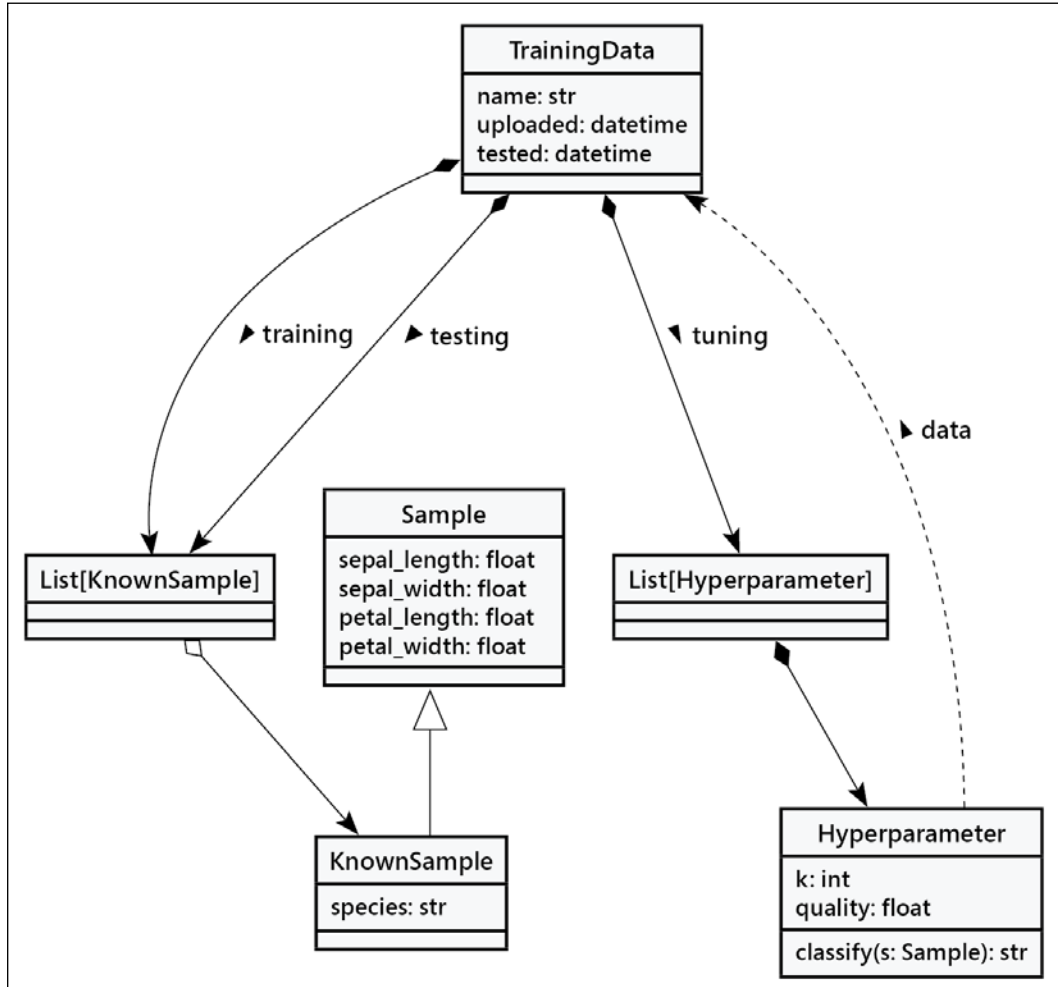 TrainingData
name: str
uploaded: datetime
tested: datetime
training
testing
tuning
data
Sample
sepal_length: float
sepal_width: float
petal_length: float
petal_width: float
List[KnownSample]
List[Hyperparameter]
KnownSample
species: str
Hyperparameter
k: int
quality: float
classify(s: Sample): str